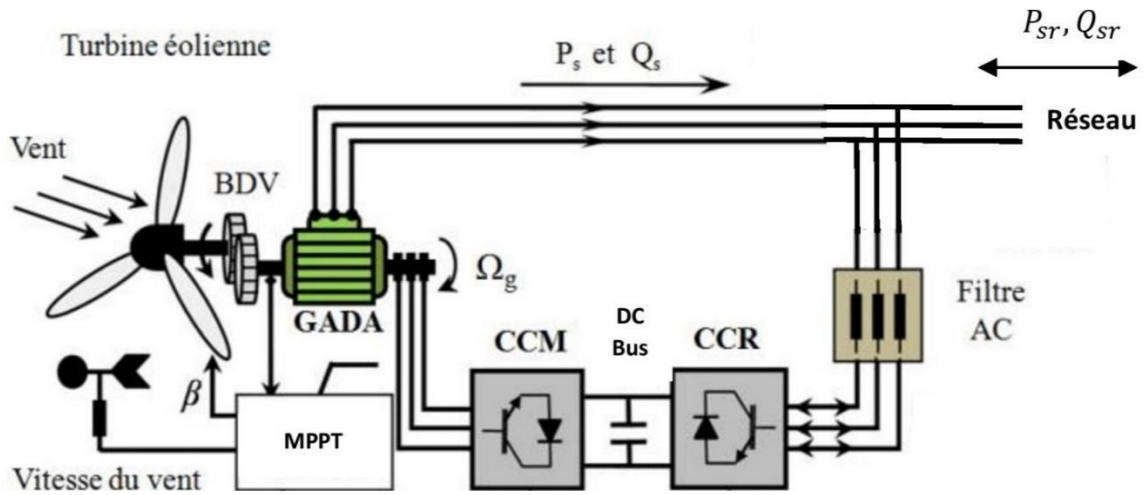 Turbine éolienne
P_s et Q_s
P_sr, Q_sr
Réseau
Vent
BDV
Ω_g
GADA
CCM
DC
Bus
CCR
Filtre
AC
β
MPPT
Vitesse du vent